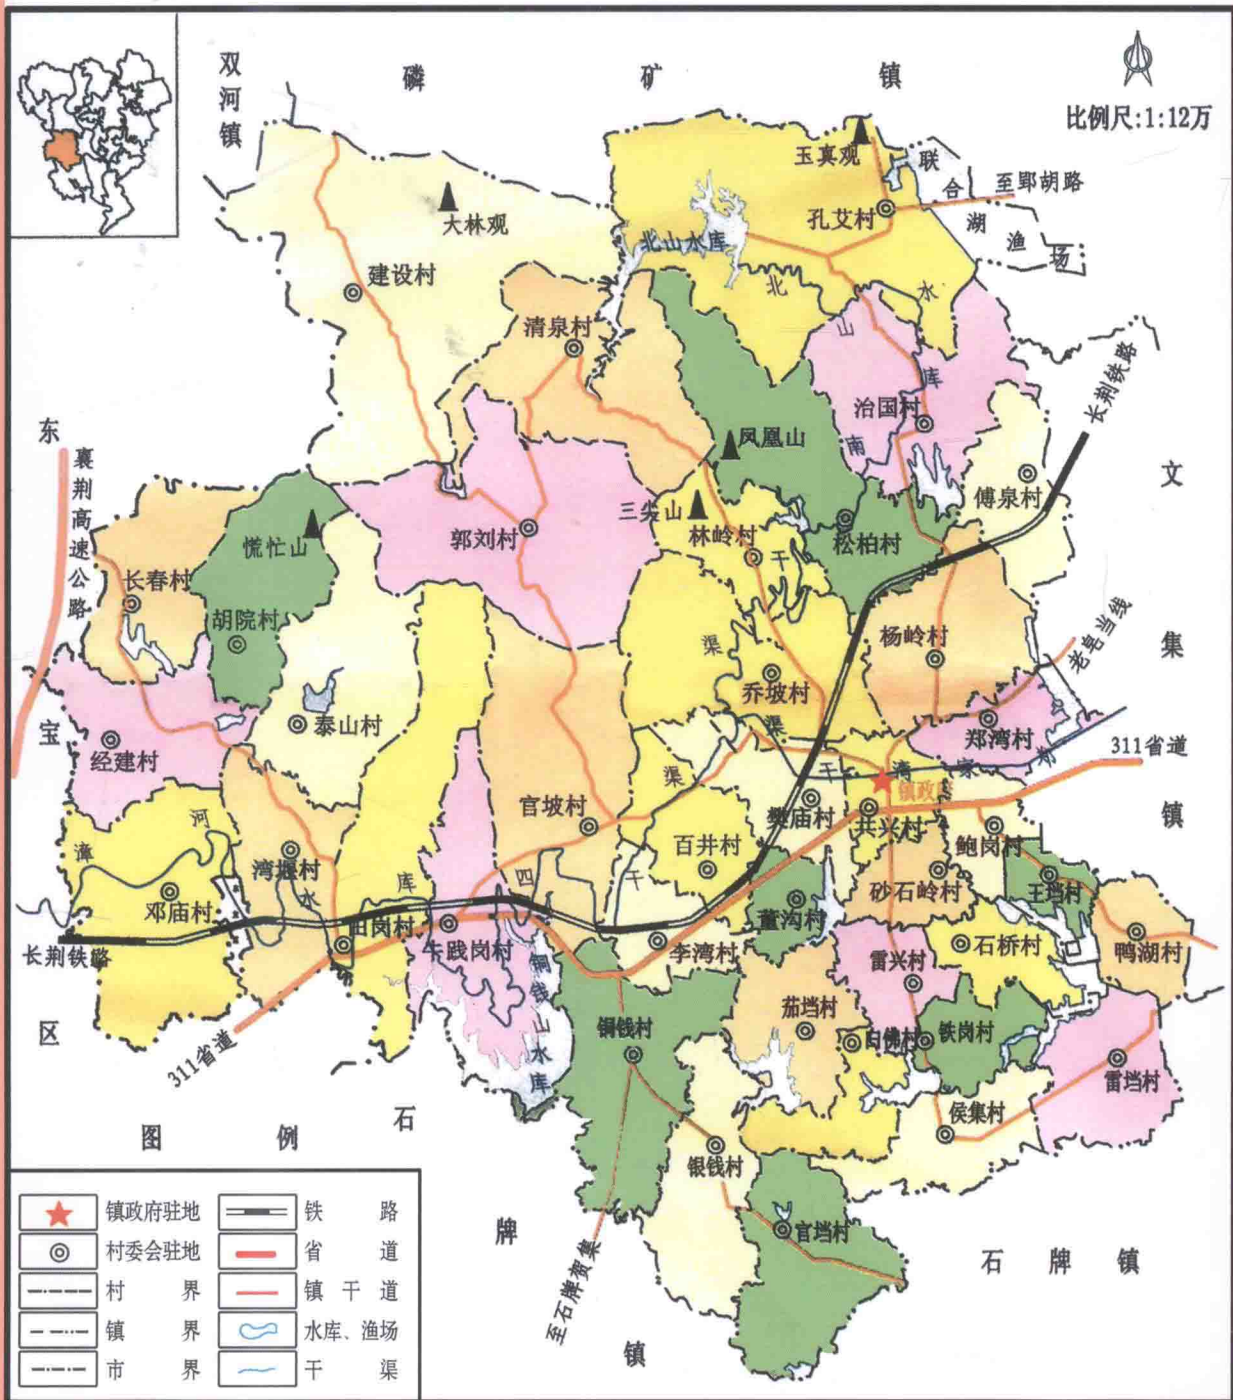 双河镇
磷矿镇
比例尺:1:12万
玉真观
联合湖渔场
至郢胡路
孔艾村
大林观
北山水库
建设村
北山水库南干渠
清泉村
长荆铁路
治国村
凤凰山
东宝区
襄荆高速公路
文集镇
傅泉村
三尖山
林岭村
松柏村
郭刘村
慌忙山
长春村
胡院村
杨岭村
老皂当线
乔坡村
泰山村
郑湾村
经建村
311省道
镇政府
官坡村
樊庙村
共兴村
鲍岗村
漳河水库四干渠
湾堰村
百井村
砂石岭村
王垱村
邓庙村
董沟村
田岗村
牛践岗村
李湾村
石桥村
鸭湖村
长荆铁路
雷兴村
铜钱山水库
茄垱村
铜钱村
白佛村
铁岗村
311省道
雷垱村
侯集村
银钱村
官垱村
石牌镇
石牌镇
至石牌贺集
图例
镇政府驻地
铁路
村委会驻地
省道
村界
镇干道
镇界
水库、渔场
市界
干渠